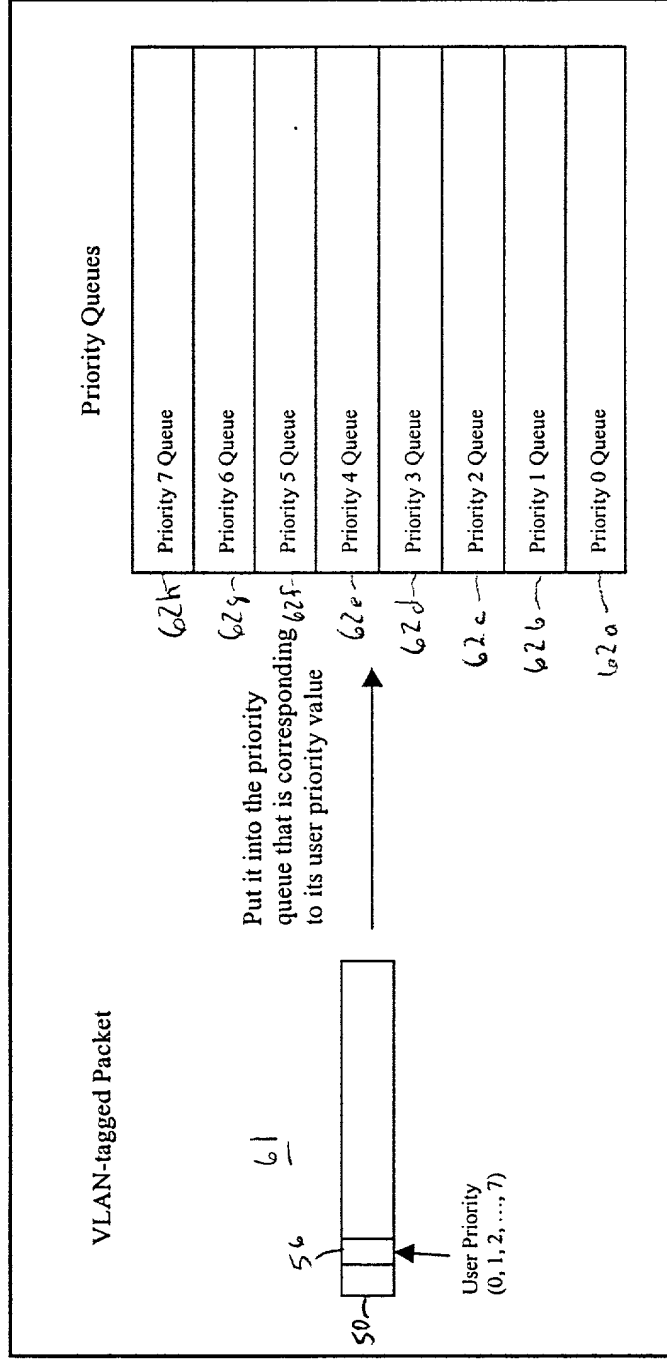 VLAN-tagged Packet
61
56
50
User Priority
(0, 1, 2, ..., 7)
Put it into the priority
queue that is corresponding
to its user priority value
Priority Queues
62h
Priority 7 Queue
62g
Priority 6 Queue
62f
Priority 5 Queue
62e
Priority 4 Queue
62d
Priority 3 Queue
62c
Priority 2 Queue
62b
Priority 1 Queue
62a
Priority 0 Queue